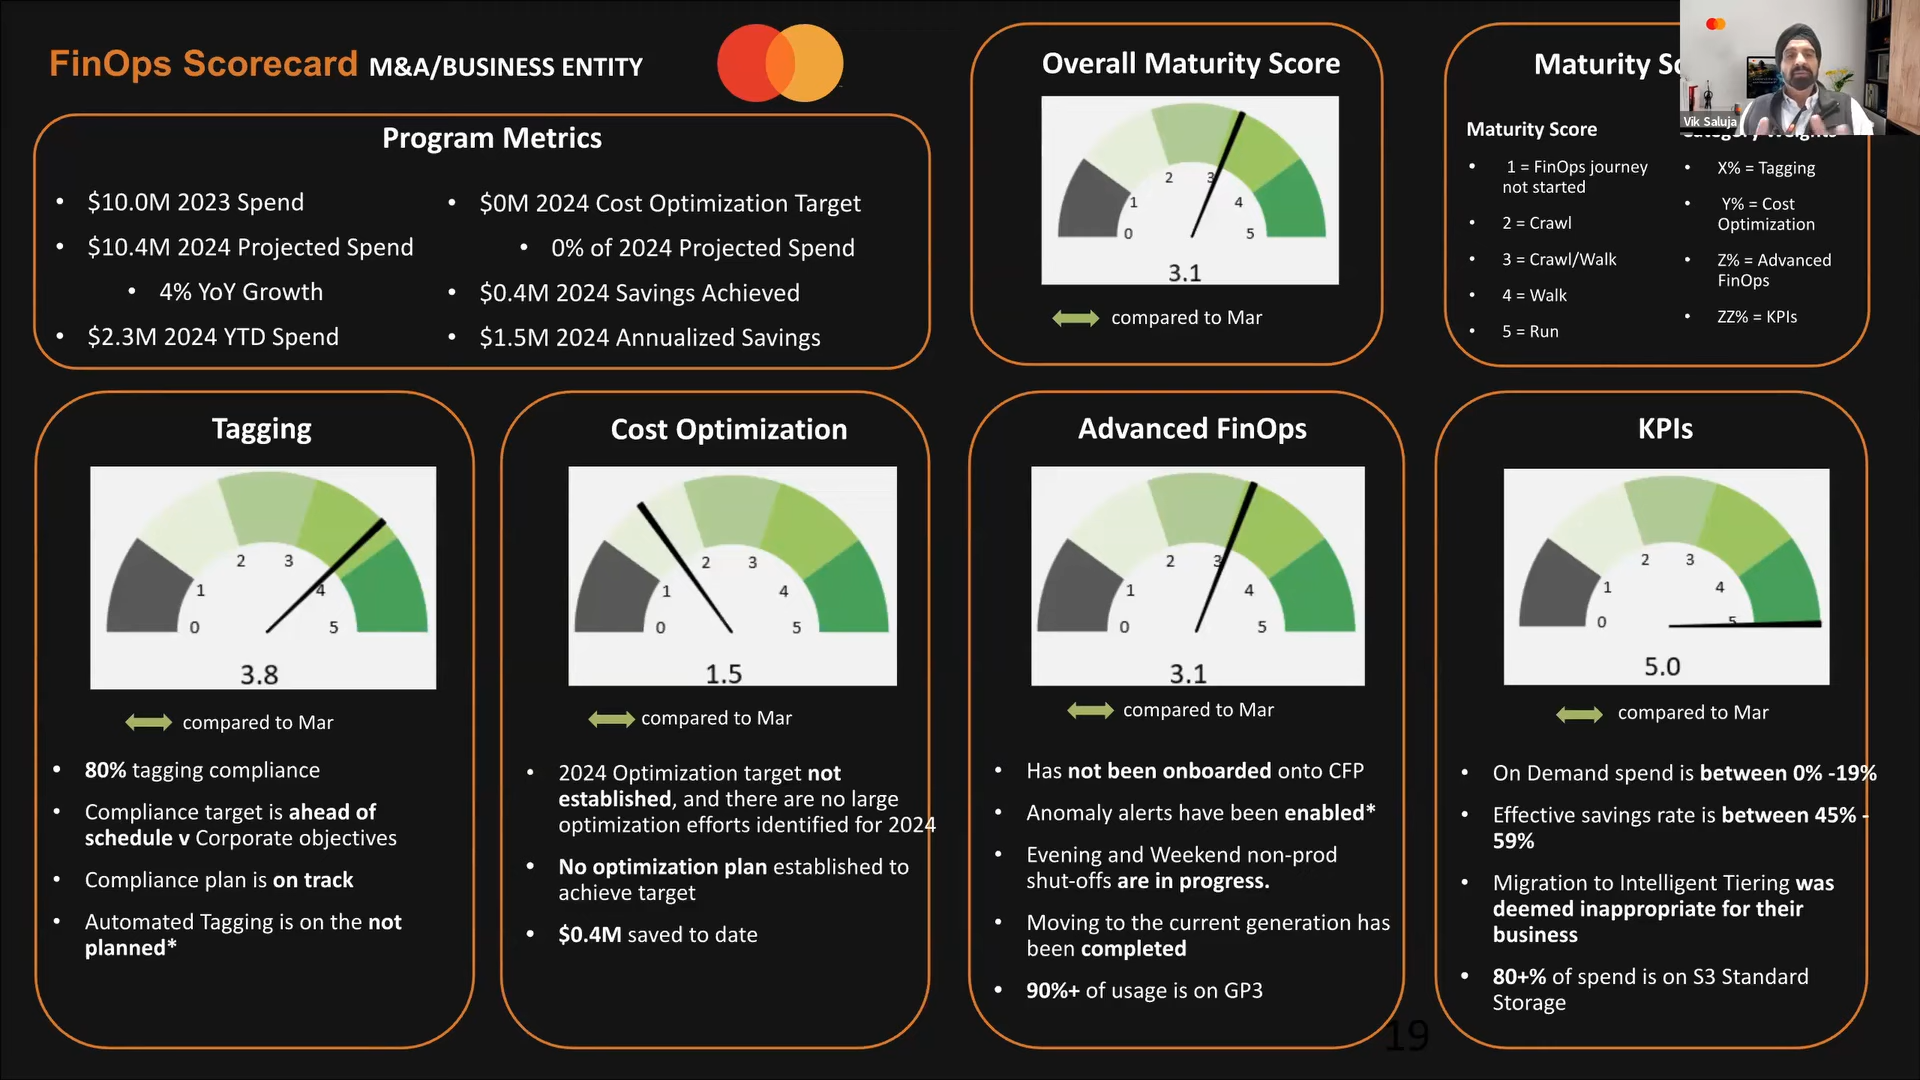 FinOps Scorecard M&A/BUSINESS ENTITY
Program Metrics
• $10.0M 2023 Spend
• $10.4M 2024 Projected Spend
• 4% YoY Growth
• $2.3M 2024 YTD Spend
• $0M 2024 Cost Optimization Target
• 0% of 2024 Projected Spend
• $0.4M 2024 Savings Achieved
• $1.5M 2024 Annualized Savings
Overall Maturity Score
0
1
2
3
4
5
3.1
compared to Mar
Maturity
Vik Saluja
Maturity Score
• 1 = FinOps journey
not started
• 2 = Crawl
• 3 = Crawl/Walk
• 4 = Walk
• 5 = Run
• X% = Tagging
• Y% = Cost
Optimization
• Z% = Advanced
FinOps
• ZZ% = KPIs
Tagging
0
1
2
3
4
5
3.8
compared to Mar
• 80% tagging compliance
• Compliance target is ahead of
schedule v Corporate objectives
• Compliance plan is on track
• Automated Tagging is on the not
planned*
Cost Optimization
0
1
2
3
4
5
1.5
compared to Mar
• 2024 Optimization target not
established, and there are no large
optimization efforts identified for 2024
• No optimization plan established to
achieve target
• $0.4M saved to date
Advanced FinOps
0
1
2
3
4
5
3.1
compared to Mar
• Has not been onboarded onto CFP
• Anomaly alerts have been enabled*
• Evening and Weekend non-prod
shut-offs are in progress.
• Moving to the current generation has
been completed
• 90%+ of usage is on GP3
KPIs
0
1
2
3
4
5
5.0
compared to Mar
• On Demand spend is between 0% -19%
• Effective savings rate is between 45% -
59%
• Migration to Intelligent Tiering was
deemed inappropriate for their
business
• 80+% of spend is on S3 Standard
Storage
19